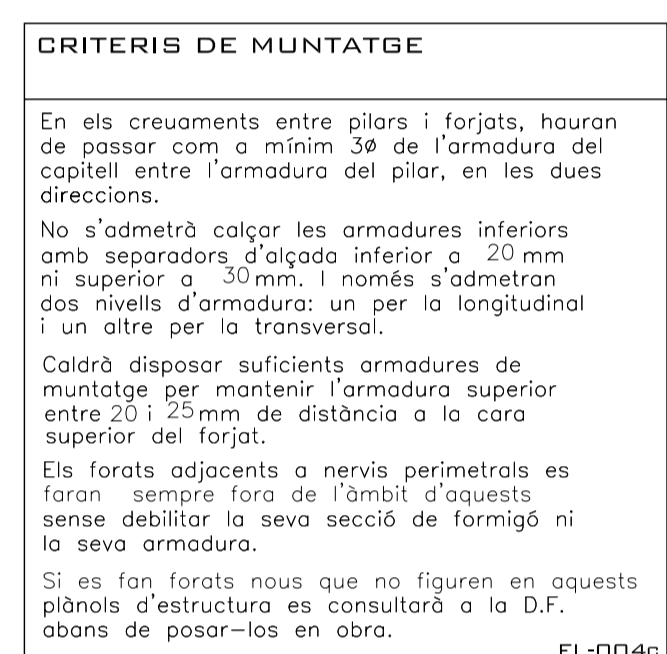 CRITERIS DE MUNTATGE
En els creuaments entre pilars i forjats, hauran
de passar com a mínim 3ø de l'armadura del
capitell entre l'armadura del pilar, en les dues
direccions.
No s'admetrà calçar les armadures inferiors
amb separadors d'alçada inferior a 20 mm
ni superior a 30 mm. I només s'admetran
dos nivells d'armadura: un per la longitudinal
i un altre per la transversal.
Caldrà disposar suficients armadures de
muntatge per mantenir l'armadura superior
entre 20 i 25 mm de distància a la cara
superior del forjat.
Els forats adjacents a nervis perimetrals es
faran sempre fora de l'àmbit d'aquests
sense debilitar la seva secció de formigó ni
la seva armadura.
Si es fan forats nous que no figuren en aquests
plànols d'estructura es consultarà a la D.F.
abans de posar-los en obra.